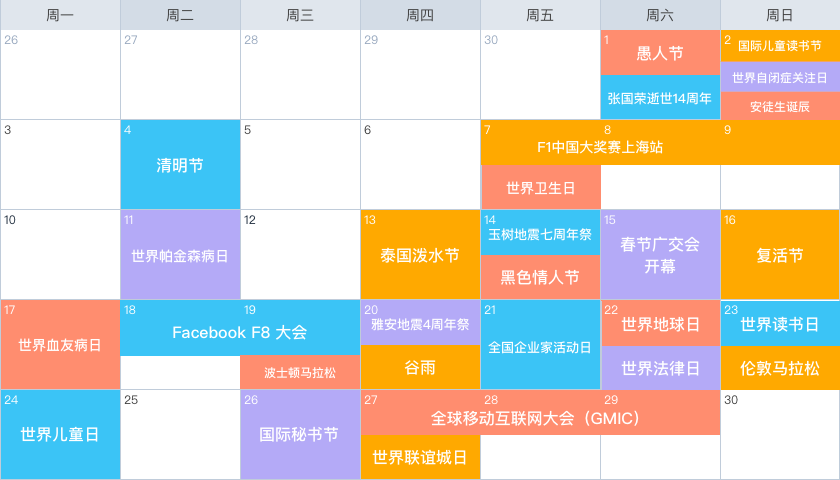 周一 周二 周三 周四 周五 周六 周日
26 27 28 29 30 1 2
愚人节
国际儿童读书节
世界自闭症关注日
张国荣逝世14周年
安徒生诞辰
3 4 5 6 7 8 9
清明节
F1中国大奖赛上海站
世界卫生日
10 11 12 13 14 15 16
世界帕金森病日
泰国泼水节
玉树地震七周年祭
黑色情人节
春节广交会
开幕
复活节
17 18 19 20 21 22 23
世界血友病日
Facebook F8 大会
波士顿马拉松
雅安地震4周年祭
谷雨
全国企业家活动日
世界地球日
世界法律日
世界读书日
伦敦马拉松
24 25 26 27 28 29 30
世界儿童日
国际秘书节
全球移动互联网大会（GMIC）
世界联谊城日